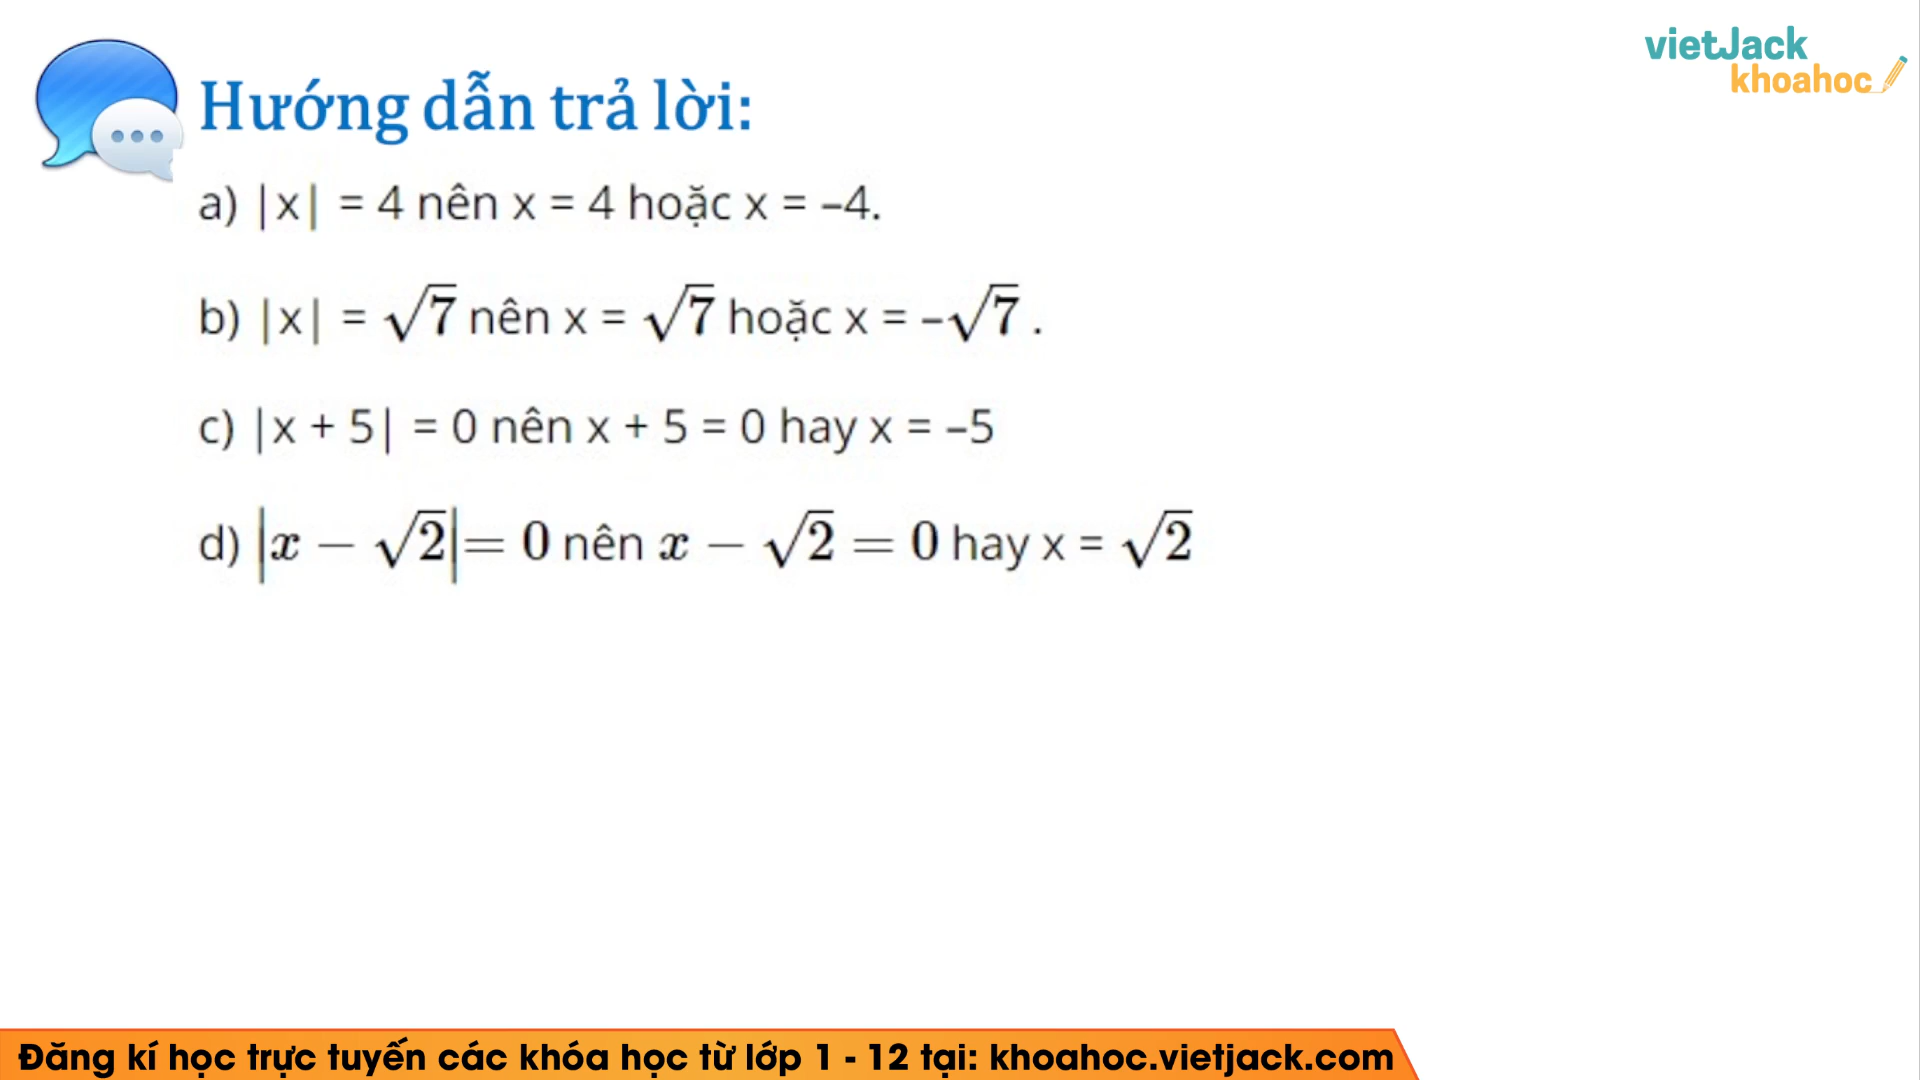 vietJack
khoahoc
Hướng dẫn trả lời:
a) |x| = 4 nên x = 4 hoặc x = –4.
b) |x| = √7 nên x = √7 hoặc x = –√7 .
c) |x + 5| = 0 nên x + 5 = 0 hay x = –5
d) |x − √2|= 0 nên x − √2 = 0 hay x = √2
Đăng kí học trực tuyến các khóa học từ lớp 1 - 12 tại: khoahoc.vietjack.com